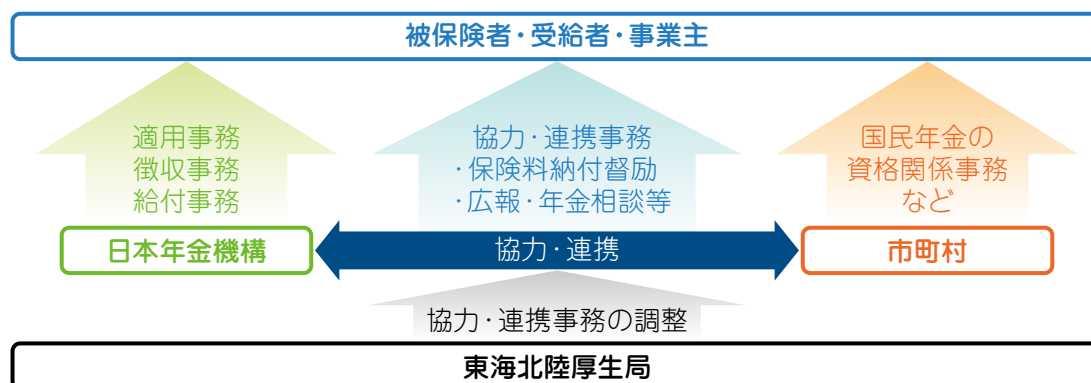 被保険者・受給者・事業主
適用事務
徴収事務
給付事務
協力・連携事務
・保険料納付督励
・広報・年金相談等
国民年金の
資格関係事務
など
日本年金機構
協力・連携
市町村
協力・連携事務の調整
東海北陸厚生局